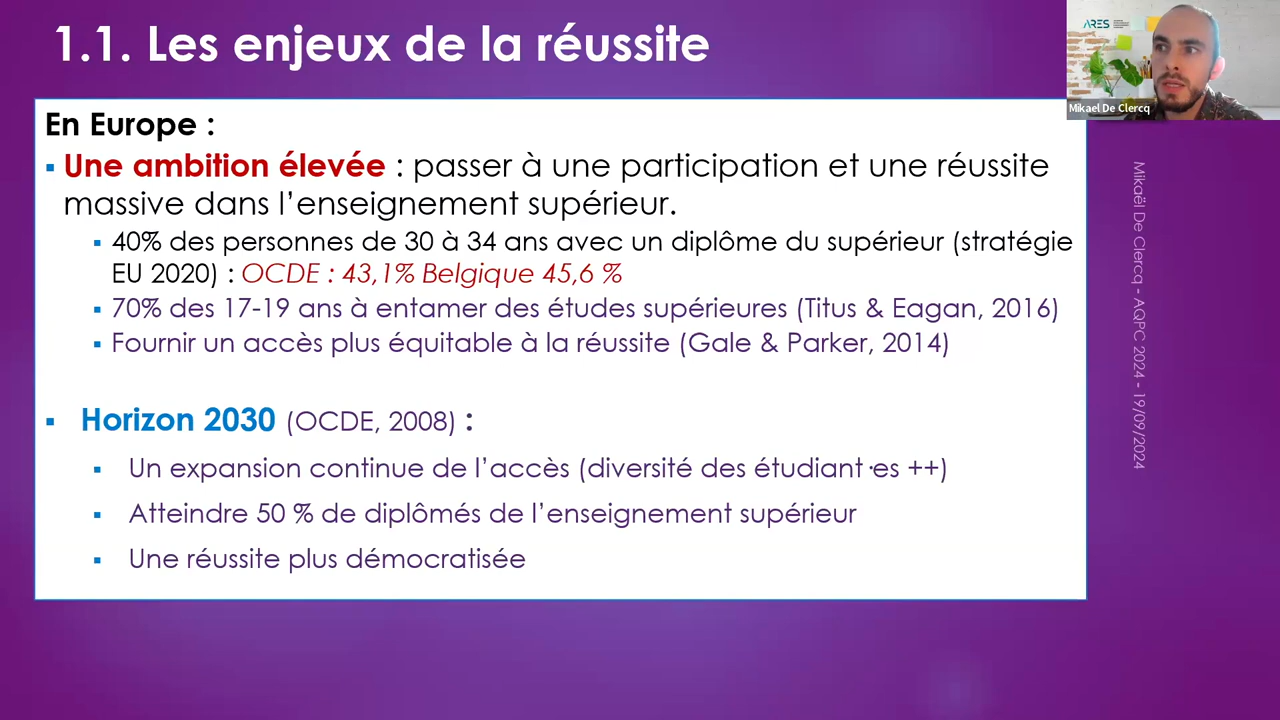 1.1. Les enjeux de la réussite
ARES
Mikael De Clercq
En Europe :
▪ Une ambition élevée : passer à une participation et une réussite
massive dans l’enseignement supérieur.
▪ 40% des personnes de 30 à 34 ans avec un diplôme du supérieur (stratégie
EU 2020) : OCDE : 43,1% Belgique 45,6 %
▪ 70% des 17-19 ans à entamer des études supérieures (Titus & Eagan, 2016)
▪ Fournir un accès plus équitable à la réussite (Gale & Parker, 2014)
▪ Horizon 2030 (OCDE, 2008) :
▪ Un expansion continue de l’accès (diversité des étudiant·es ++)
▪ Atteindre 50 % de diplômés de l’enseignement supérieur
▪ Une réussite plus démocratisée
Mikaël De Clercq - AQPC 2024 - 19/09/2024